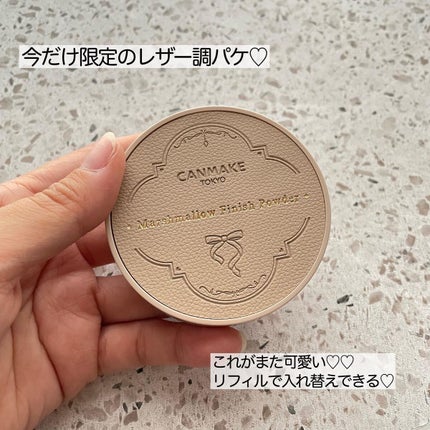 今だけ限定のレザー調パケ♡
CANMAKE
TOKYO
・Marshmallow Finish Powder・
これがまた可愛い♡♡
リフィルで入れ替えできる♡